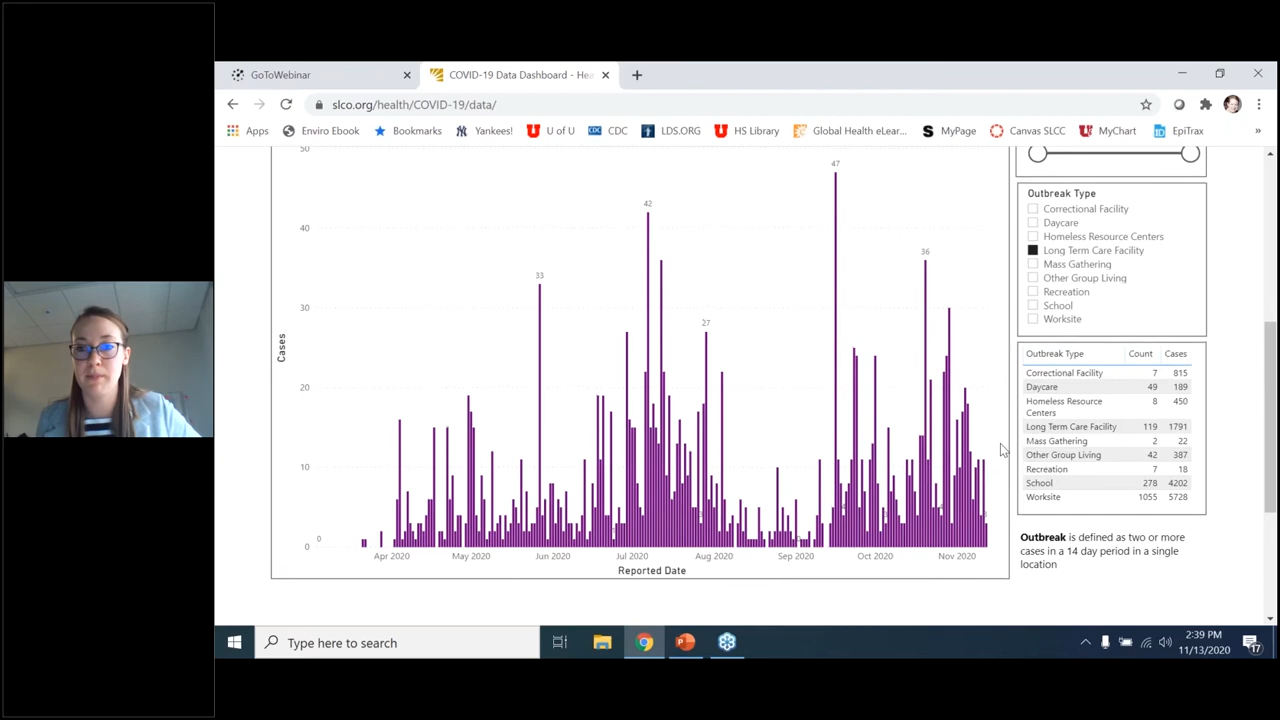 GoToWebinar
COVID-19 Data Dashboard - Hea
slco.org/health/COVID-19/data/
Apps Enviro Ebook Bookmarks Yankees! U of U CDC LDS.ORG HS Library Global Health eLear... MyPage Canvas SLCC MyChart EpiTrax »
50
47
42
40
36
33
30
27
20
10
0
0
Cases
Apr 2020 May 2020 Jun 2020 Jul 2020 Aug 2020 Sep 2020 Oct 2020 Nov 2020
Reported Date
Outbreak Type
Correctional Facility
Daycare
Homeless Resource Centers
Long Term Care Facility
Mass Gathering
Other Group Living
Recreation
School
Worksite
Outbreak Type Count Cases
Correctional Facility 7 815
Daycare 49 189
Homeless Resource 8 450
Centers
Long Term Care Facility 119 1791
Mass Gathering 2 22
Other Group Living 42 387
Recreation 7 18
School 278 4202
Worksite 1055 5728
Outbreak is defined as two or more
cases in a 14 day period in a single
location
Type here to search
2:39 PM
11/13/2020
17